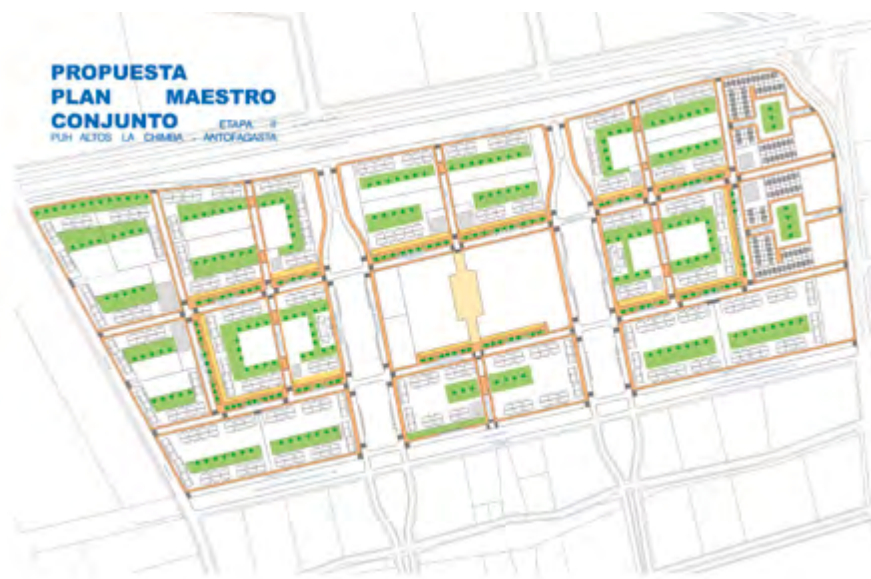 PROPUESTA
PLAN MAESTRO
CONJUNTO ETAPA II
PUH ALTOS LA CHIMBA - ANTOFAGASTA